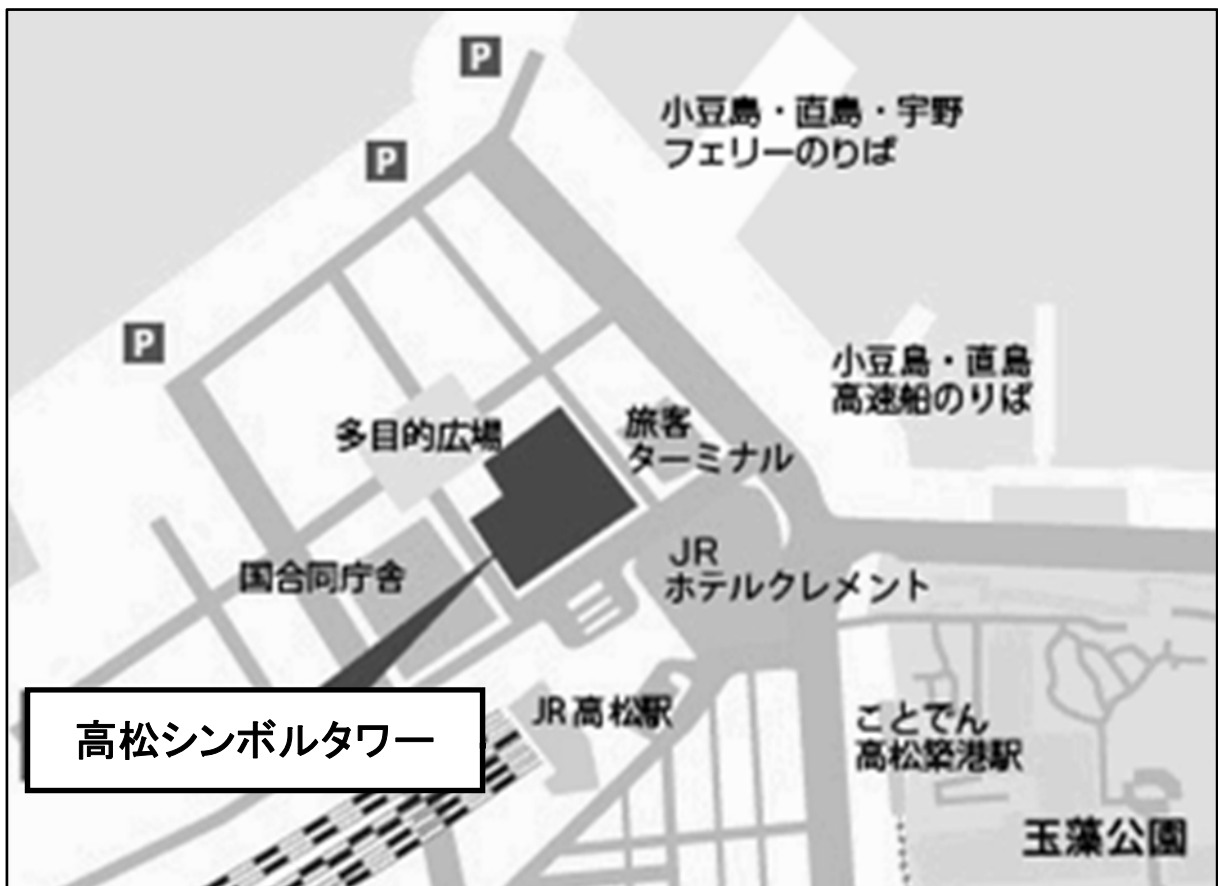 P
小豆島・直島・宇野
フェリーのりば
P
P
小豆島・直島
高速船のりば
多目的広場
旅客
ターミナル
国合同庁舎
JR
ホテルクレメント
高松シンボルタワー
JR高松駅
ことでん
高松築港駅
玉藻公園